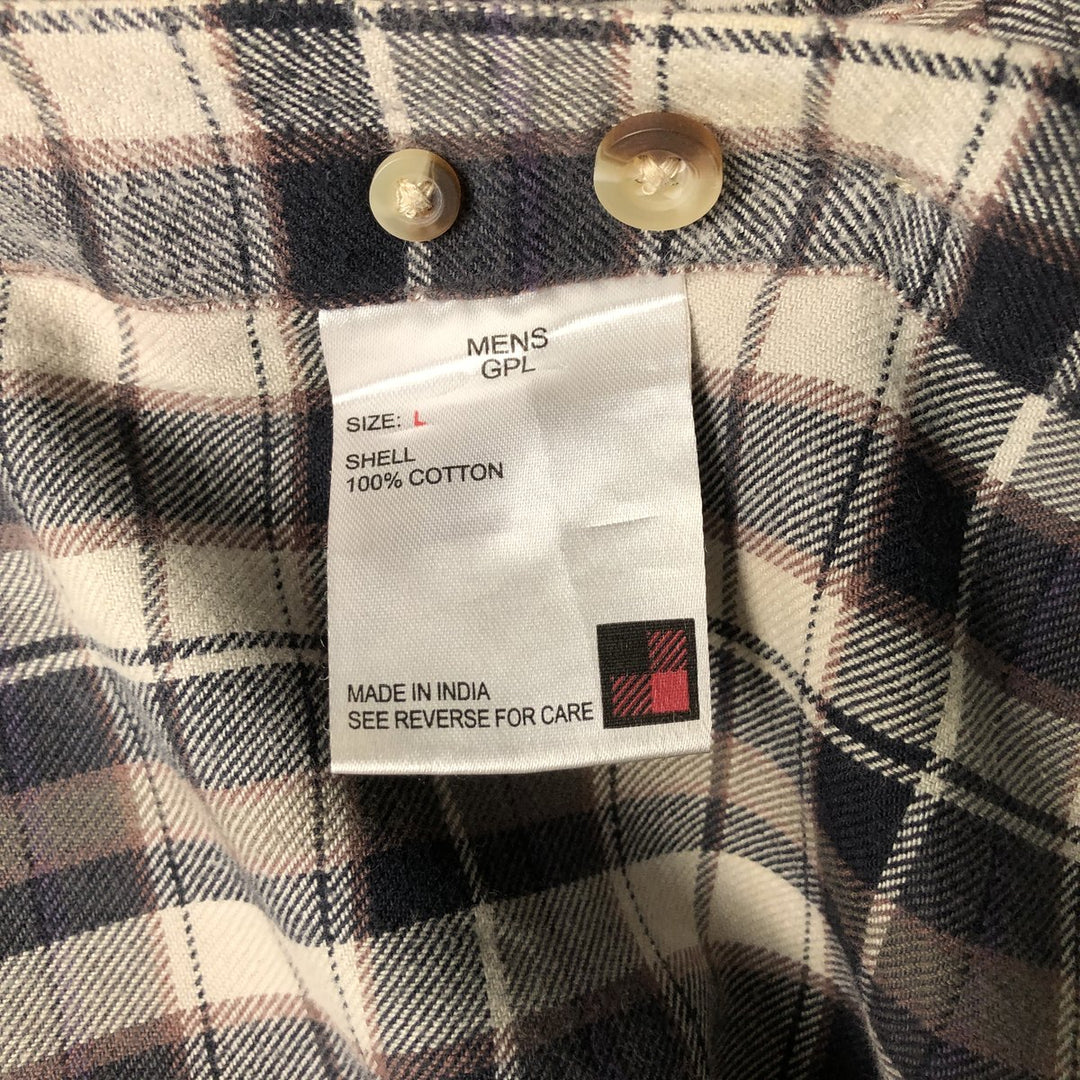 MENS
GPL
SIZE: L
SHELL
100% COTTON
MADE IN INDIA
SEE REVERSE FOR CARE